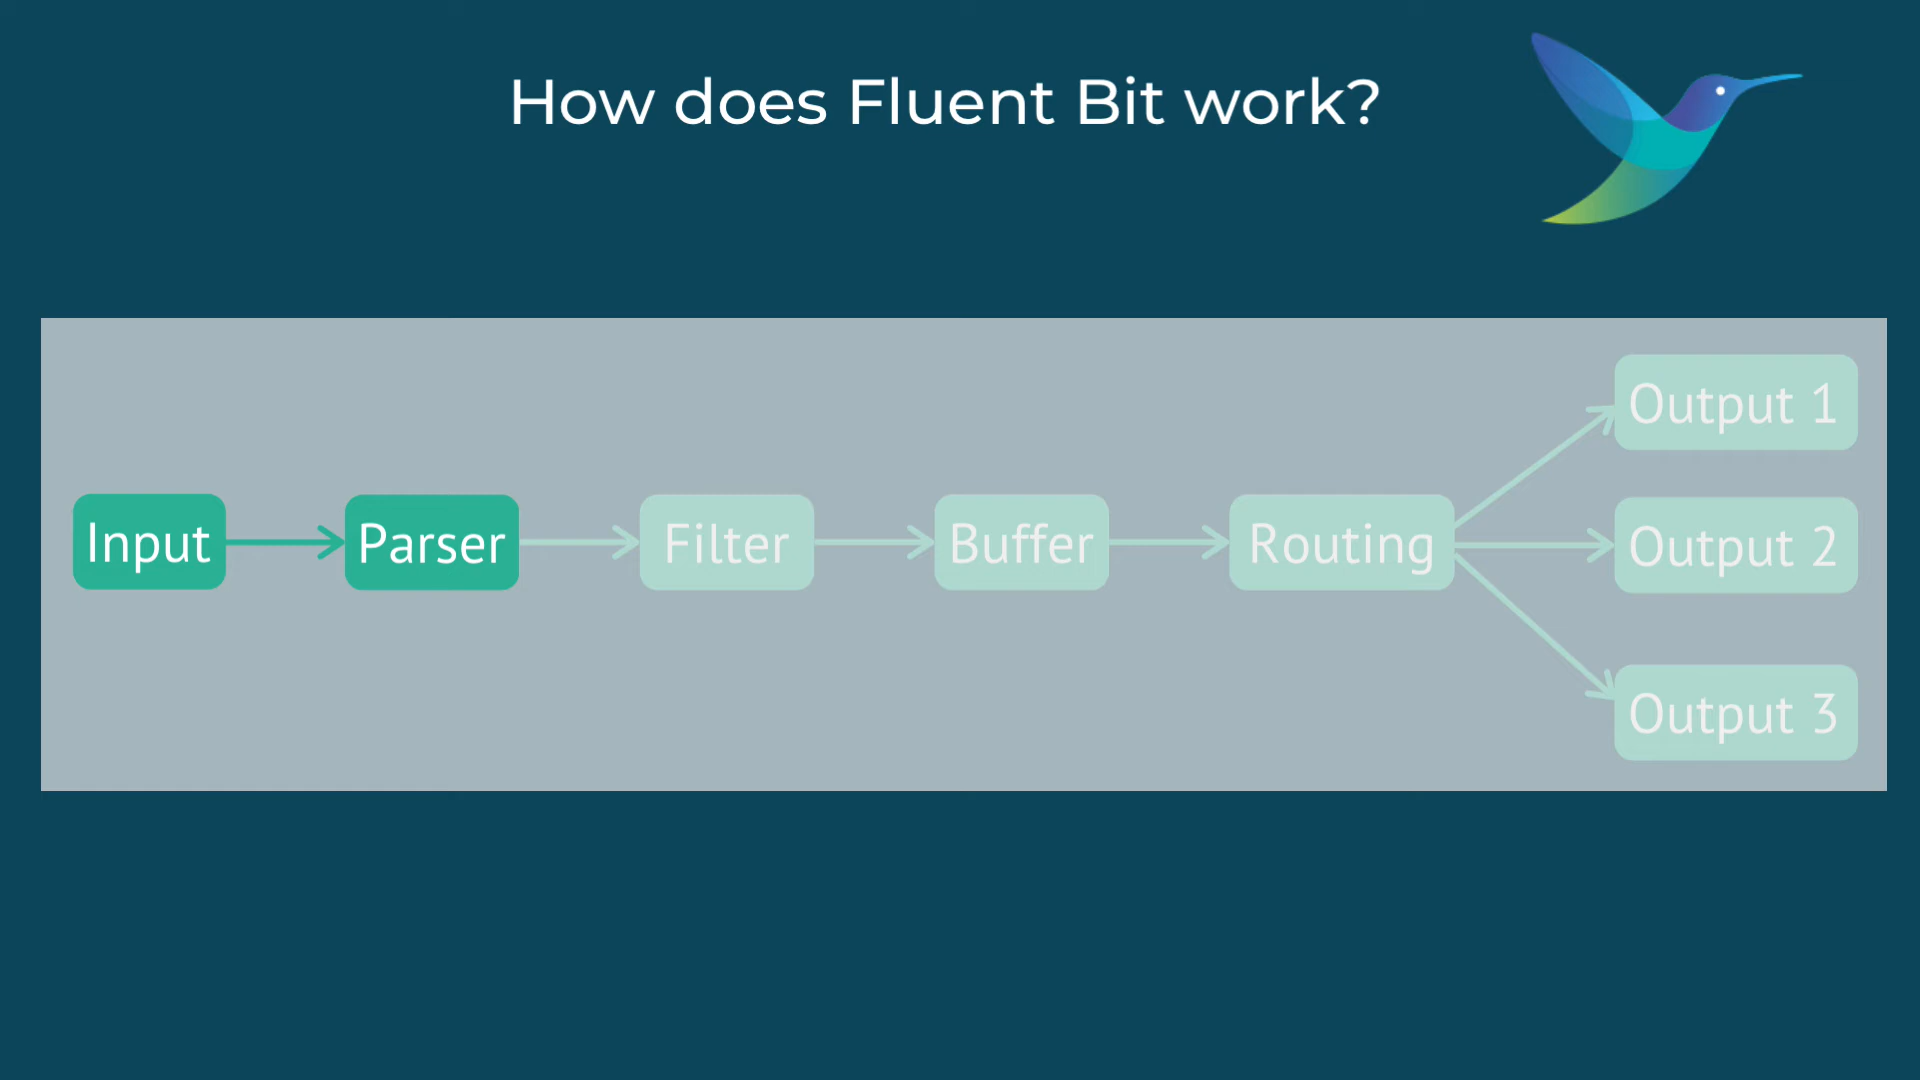 How does Fluent Bit work?
Input
Parser
Filter
Buffer
Routing
Output 1
Output 2
Output 3